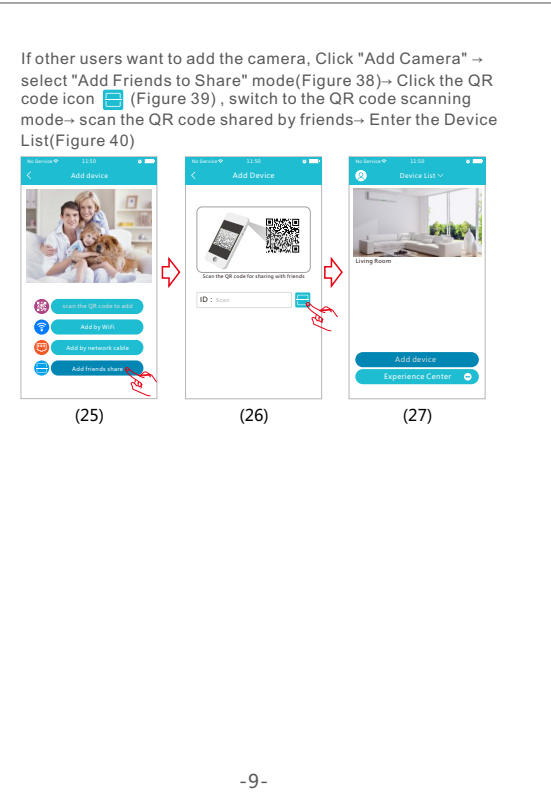 If other users want to add the camera, Click "Add Camera" →
select "Add Friends to Share" mode(Figure 38)→ Click the QR
code icon (Figure 39) , switch to the QR code scanning
mode→ scan the QR code shared by friends→ Enter the Device
List(Figure 40)
No Service 11:50
Add device
scan the QR code to add
Add by WiFi
Add by network cable
Add friends share
(25)
No Service 11:50
Add Device
Scan the QR code for sharing with friends
ID : Scan
(26)
No Service 11:50
Device List
Living Room
Add device
Experience Center
(27)
-9-